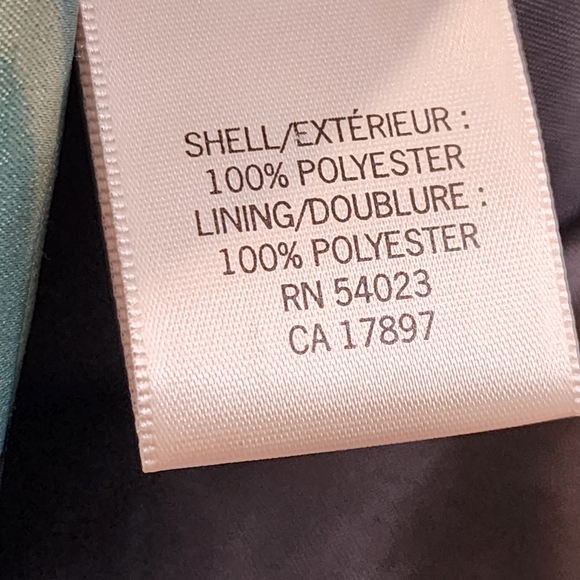 SHELL/EXTÉRIEUR :
100% POLYESTER
LINING/DOUBLURE :
100% POLYESTER
RN 54023
CA 17897